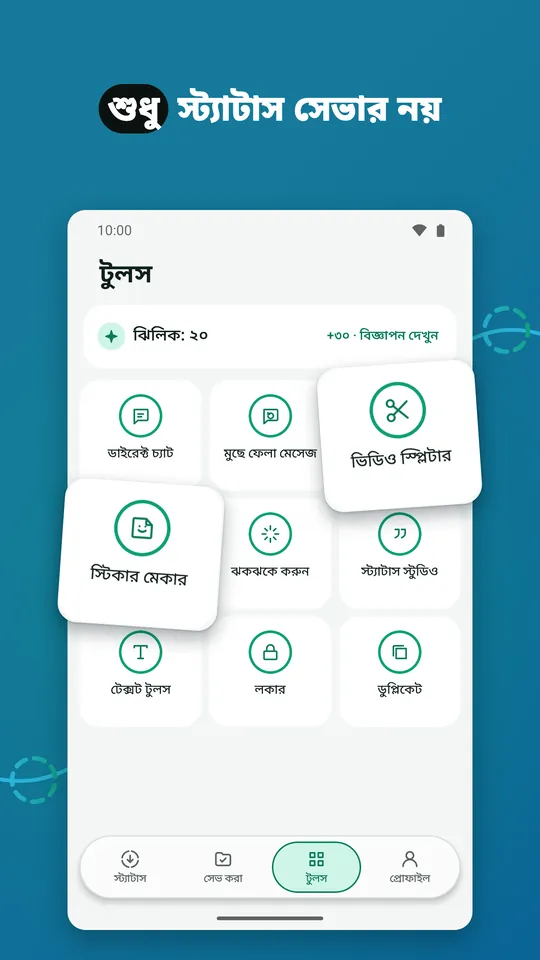 শুধু স্ট্যাটাস সেভার নয়
10:00
টুলস
ঝিলিক: ২০
+৩০ · বিজ্ঞাপন দেখুন
ডাইরেক্ট চ্যাট
মুছে ফেলা মেসেজ
ভিডিও স্প্লিটার
স্টিকার মেকার
ঝকঝকে করুন
স্ট্যাটাস স্টুডিও
টেক্সট টুলস
লকার
ডুপ্লিকেট
স্ট্যাটাস
সেভ করা
টুলস
প্রোফাইল